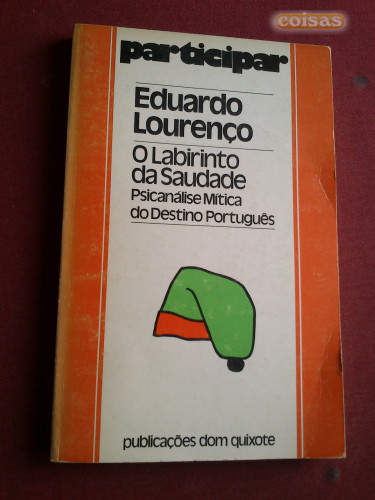 coisas
participar
Eduardo
Lourenço
O Labirinto
da Saudade
Psicanálise Mítica
do Destino Português
publicações dom quixote